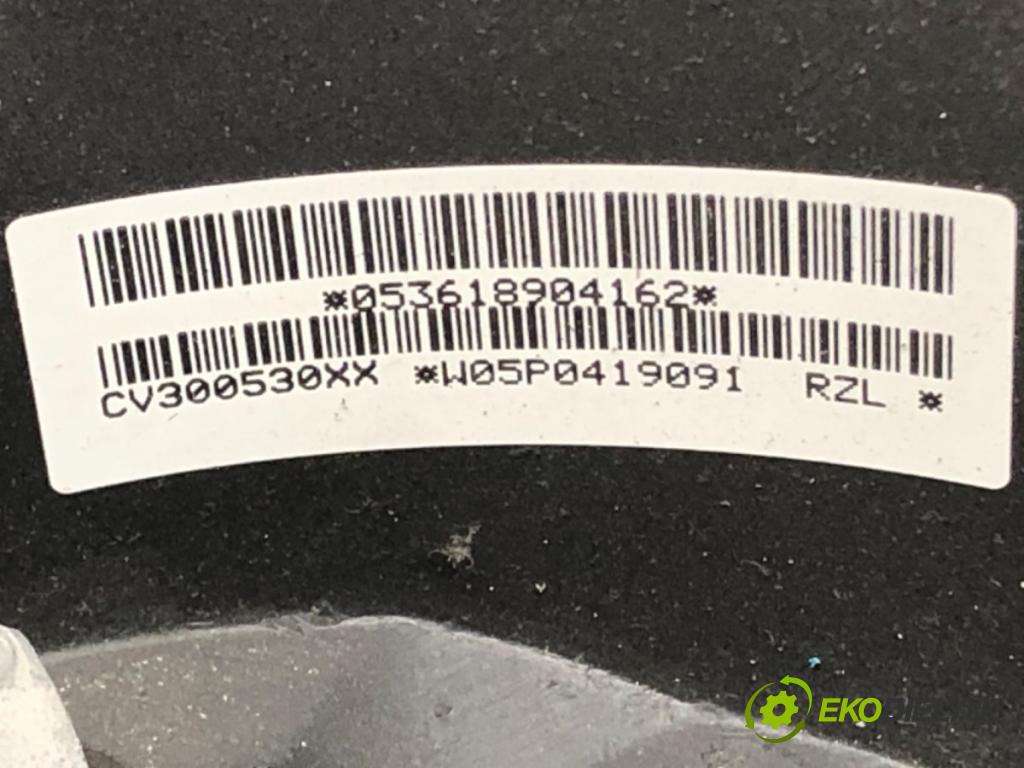 *053618904162*
CV300530XX *W05P0419091 RZL *
EKO